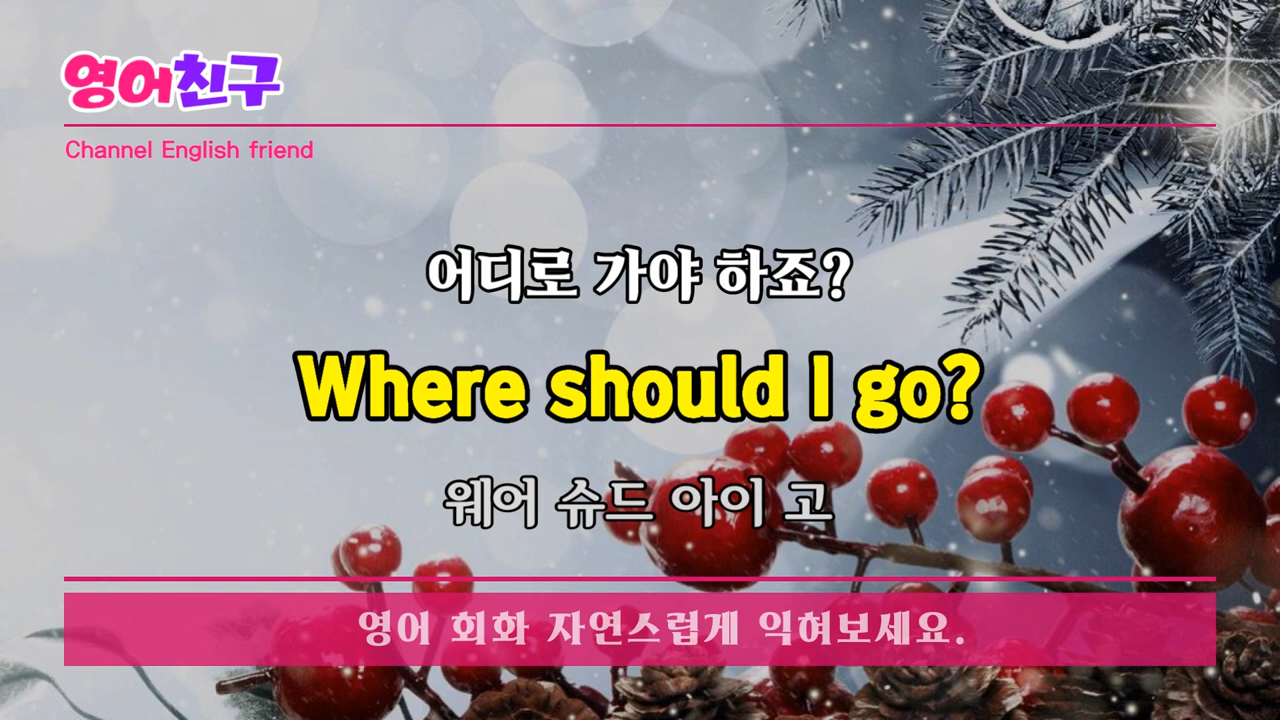 영어친구
Channel English friend
어디로 가야 하죠?
Where should I go?
웨어 슈드 아이 고
영어 회화 자연스럽게 익혀보세요.